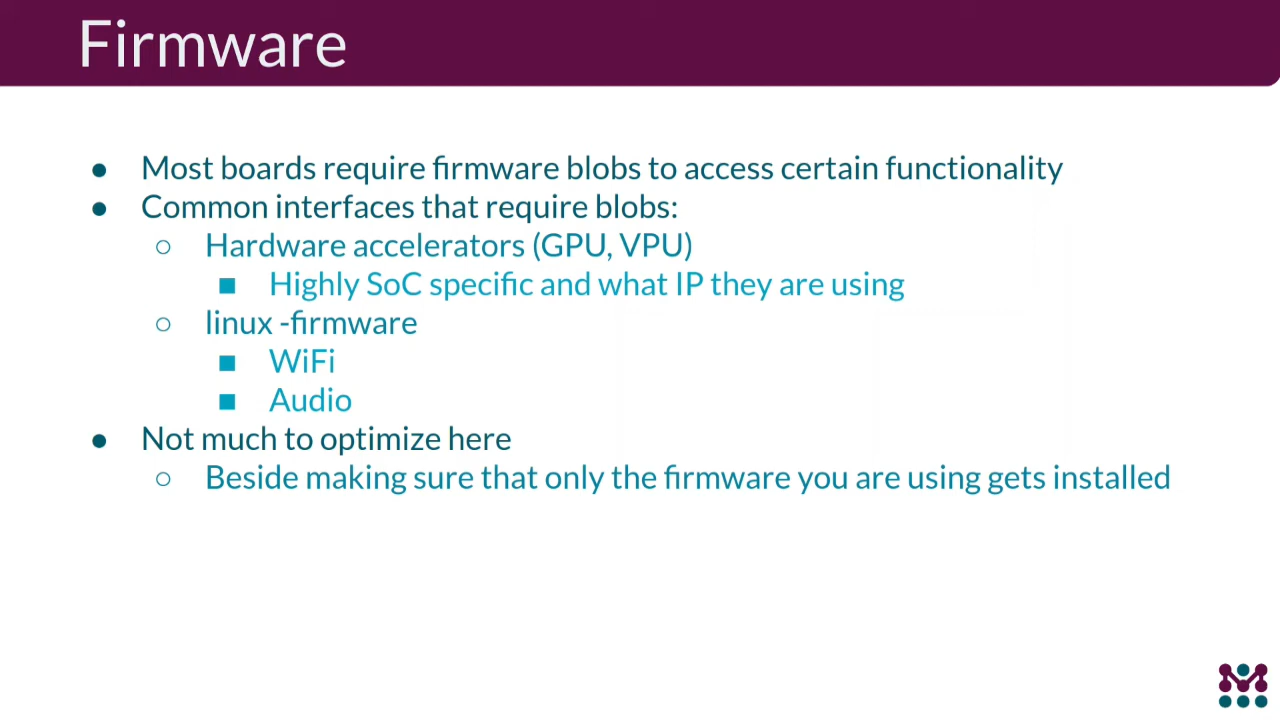 Firmware
● Most boards require firmware blobs to access certain functionality
● Common interfaces that require blobs:
○ Hardware accelerators (GPU, VPU)
■ Highly SoC specific and what IP they are using
○ linux -firmware
■ WiFi
■ Audio
● Not much to optimize here
○ Beside making sure that only the firmware you are using gets installed